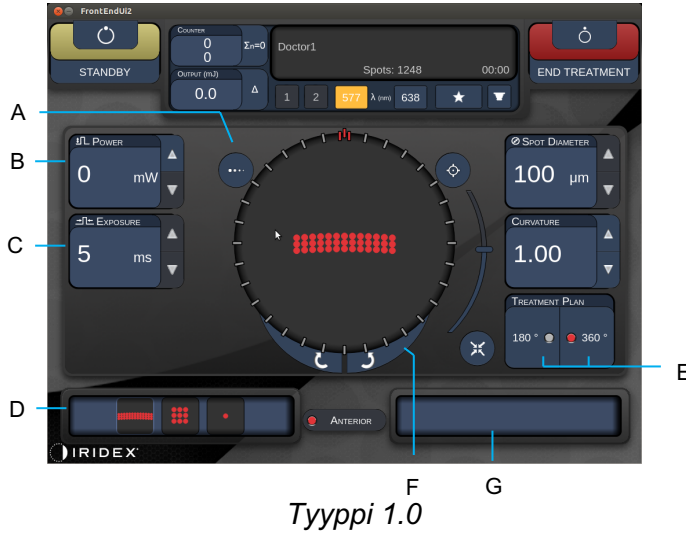 FrontEndUI2
STANDBY
COUNTER
0
0
Σn=0
OUTPUT (mJ)
0.0
Δ
Doctor1
Spots: 1248
00:00
1
2
577
λ (nm)
638
END TREATMENT
A
B
POWER
0
mW
C
EXPOSURE
5
ms
SPOT DIAMETER
100
µm
CURVATURE
1.00
TREATMENT PLAN
180 °
360 °
E
D
ANTERIOR
IRIDEX
F
G
Tyyppi 1.0